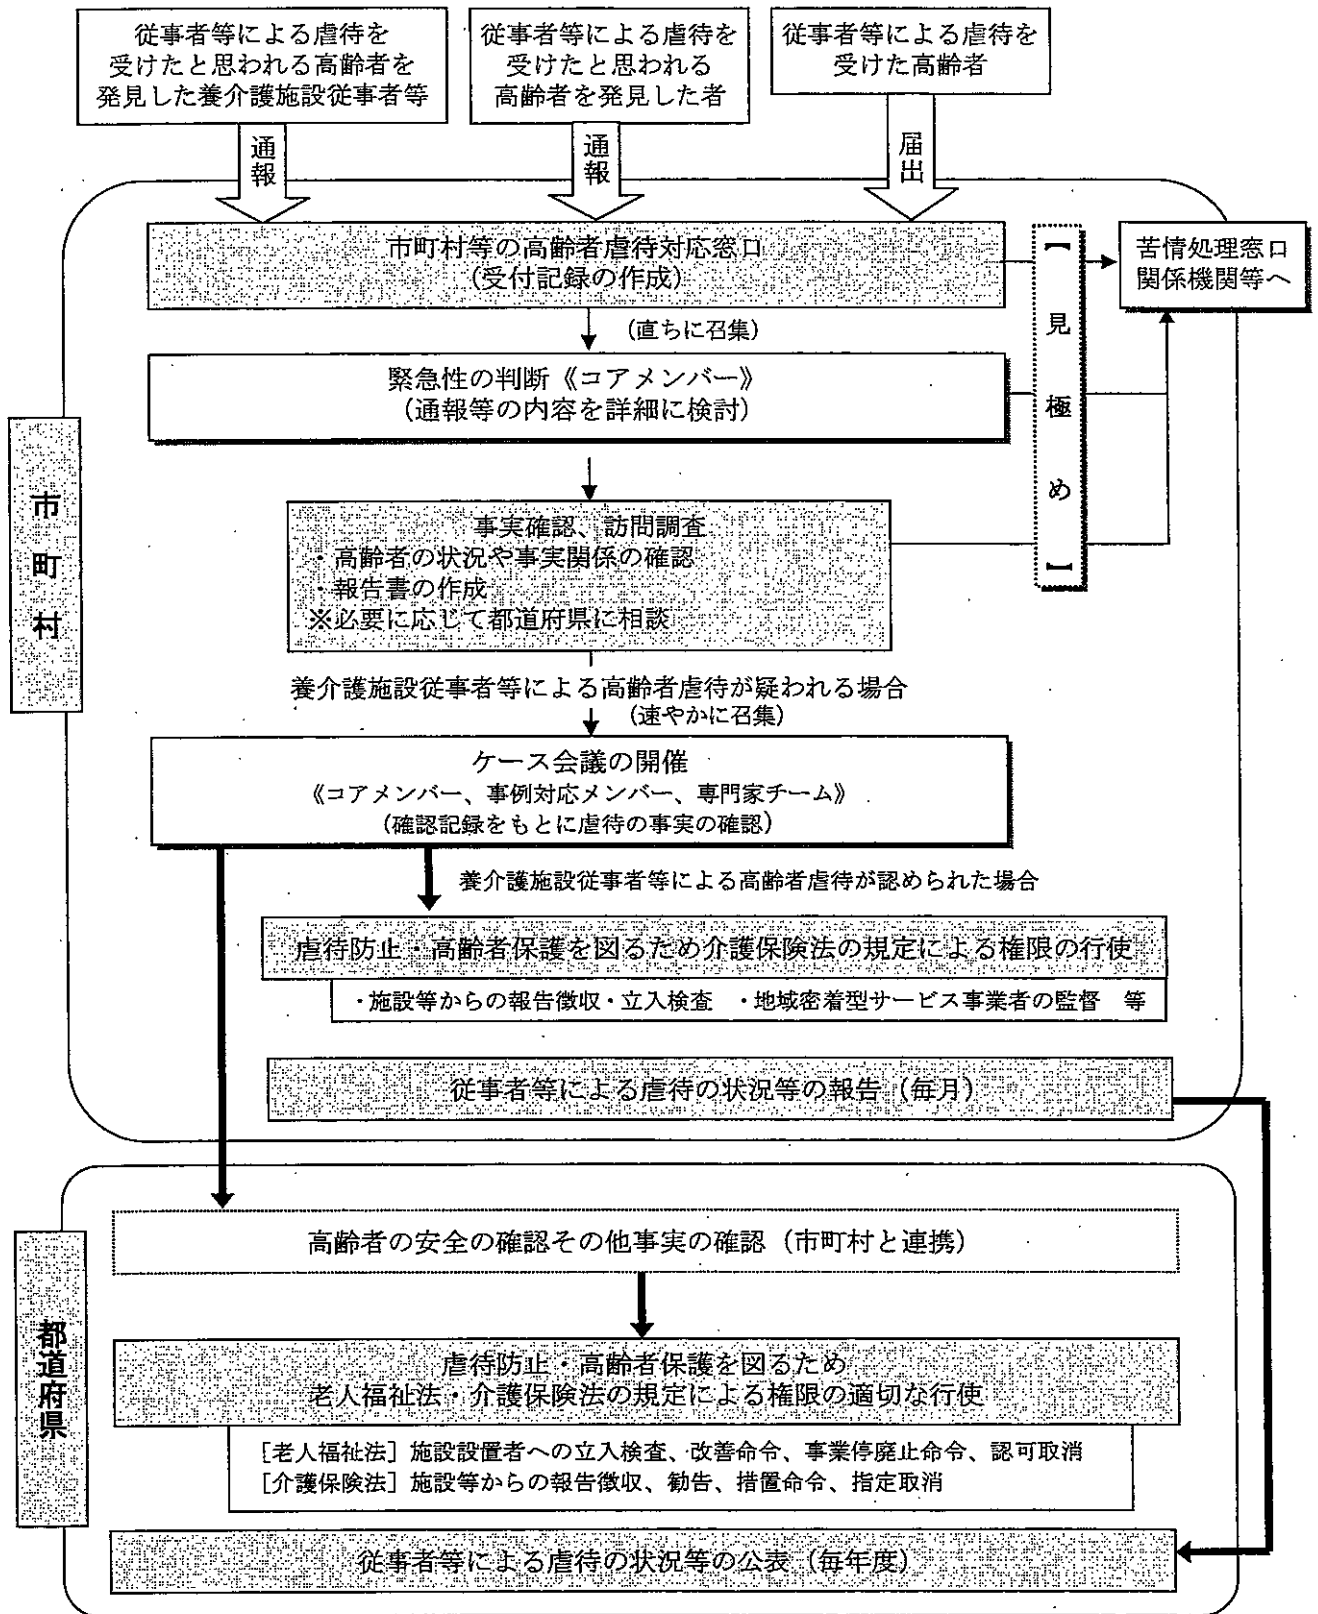 従事者等による虐待を
受けたと思われる高齢者を
発見した養介護施設従事者等
従事者等による虐待を
受けたと思われる
高齢者を発見した者
従事者等による虐待を
受けた高齢者
通報
通報
届出
市町村等の高齢者虐待対応窓口
(受付記録の作成)
【見極め】
苦情処理窓口
関係機関等へ
(直ちに召集)
緊急性の判断《コアメンバー》
(通報等の内容を詳細に検討)
市町村
事実確認、訪問調査
・高齢者の状況や事実関係の確認
・報告書の作成
※必要に応じて都道府県に相談
養介護施設従事者等による高齢者虐待が疑われる場合
(速やかに召集)
ケース会議の開催
《コアメンバー、事例対応メンバー、専門家チーム》
(確認記録をもとに虐待の事実の確認)
養介護施設従事者等による高齢者虐待が認められた場合
虐待防止・高齢者保護を図るため介護保険法の規定による権限の行使
・施設等からの報告徴収・立入検査 ・地域密着型サービス事業者の監督 等
従事者等による虐待の状況等の報告(毎月)
都道府県
高齢者の安全の確認その他事実の確認(市町村と連携)
虐待防止・高齢者保護を図るため
老人福祉法・介護保険法の規定による権限の適切な行使
[老人福祉法]施設設置者への立入検査、改善命令、事業停廃止命令、認可取消
[介護保険法]施設等からの報告徴収、勧告、措置命令、指定取消
従事者等による虐待の状況等の公表(毎年度)